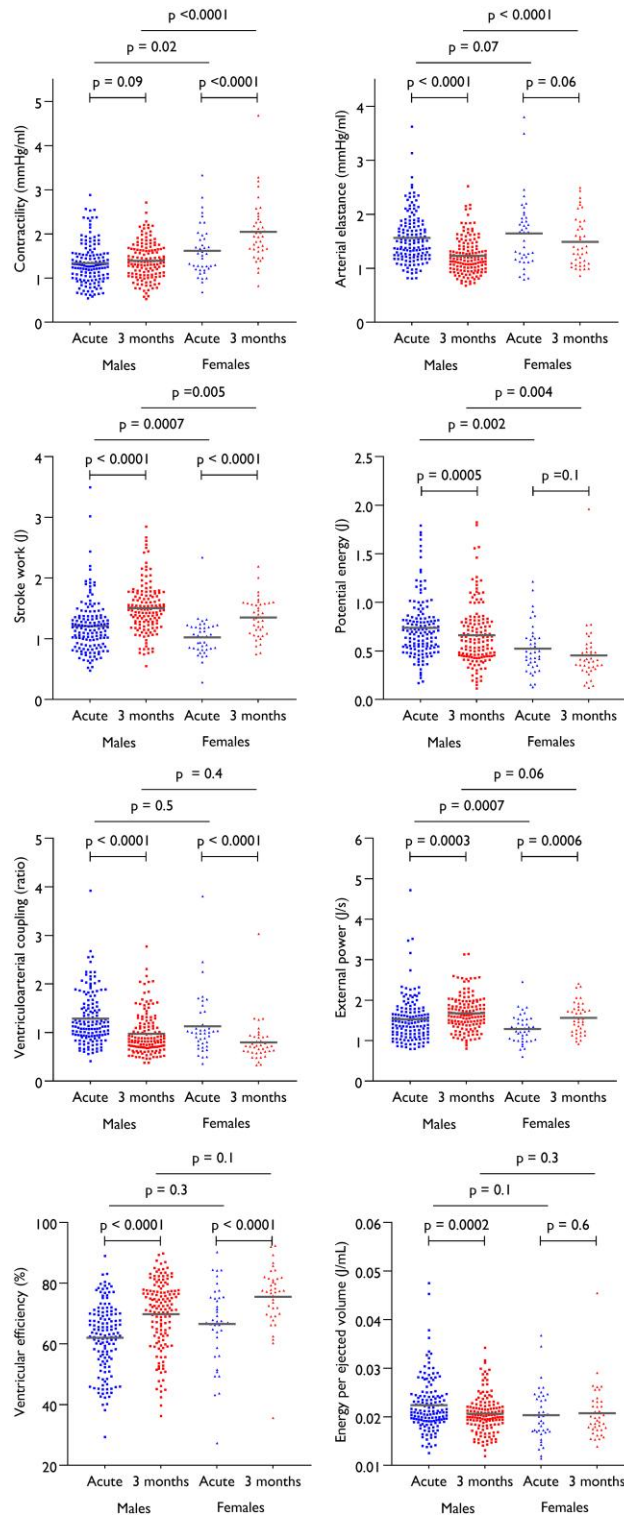 p <0.0001
p = 0.02
p = 0.09 <0.0001
Contractility (mmHg/ml)
5
4
3
2
1
0
Acute 3 months Acute 3 months
Males Females
p <0.0001
p = 0.07
p <0.0001 p = 0.06
Arterial elastance (mmHg/ml)
4
3
2
1
0
Acute 3 months Acute 3 months
Males Females
p =0.005
p = 0.0007
p < 0.0001 p < 0.0001
Stroke work (J)
4
3
2
1
0
Acute 3 months Acute 3 months
Males Females
p = 0.004
p = 0.002
p = 0.0005 p =0.1
Potential energy (J)
2.5
2.0
1.5
1.0
0.5
0.0
Acute 3 months Acute 3 months
Males Females
p = 0.4
p = 0.5
p < 0.0001 p < 0.0001
Ventriculoarterial coupling (ratio)
5
4
3
2
1
0
Acute 3 months Acute 3 months
Males Females
p = 0.06
p = 0.0007
p = 0.0003 p = 0.0006
External power (J/s)
6
5
4
3
2
1
0
Acute 3 months Acute 3 months
Males Females
p = 0.1
p = 0.3
p < 0.0001 p < 0.0001
Ventricular efficiency (%)
100
80
60
40
20
Acute 3 months Acute 3 months
Males Females
p = 0.3
p = 0.1
p = 0.0002 p = 0.6
Energy per ejected volume (J/mL)
0.06
0.05
0.04
0.03
0.02
0.01
Acute 3 months Acute 3 months
Males Females